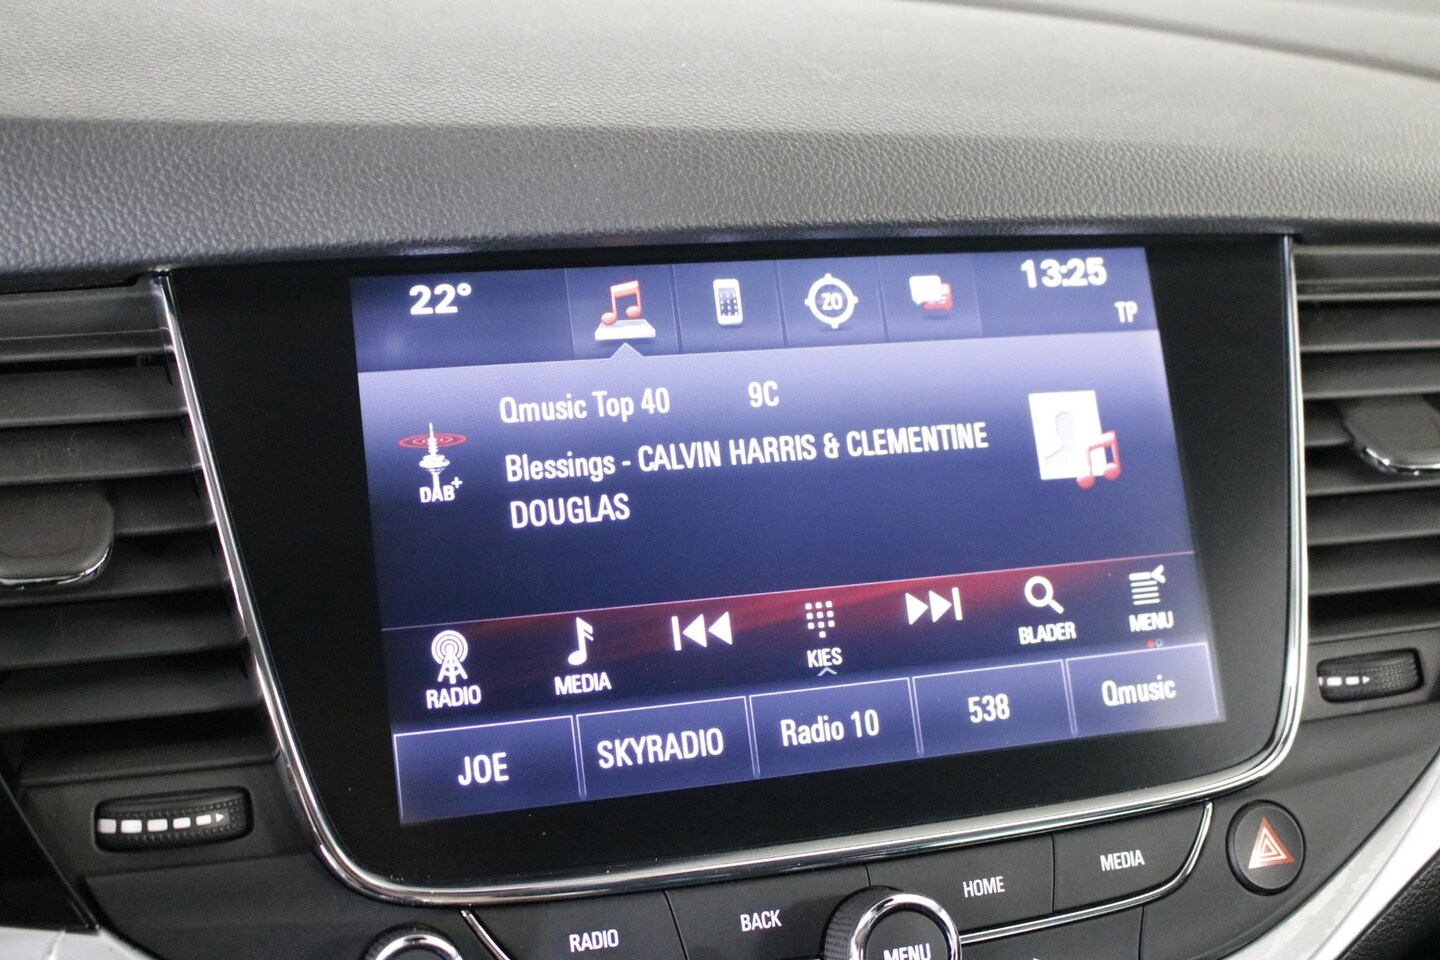 22°
ZO
13:25
TP
Qmusic Top 40 9C
Blessings - CALVIN HARRIS & CLEMENTINE
DOUGLAS
DAB+
RADIO
MEDIA
KIES
BLADER
MENU
JOE
SKYRADIO
Radio 10
538
Qmusic
RADIO
BACK
MENU
HOME
MEDIA